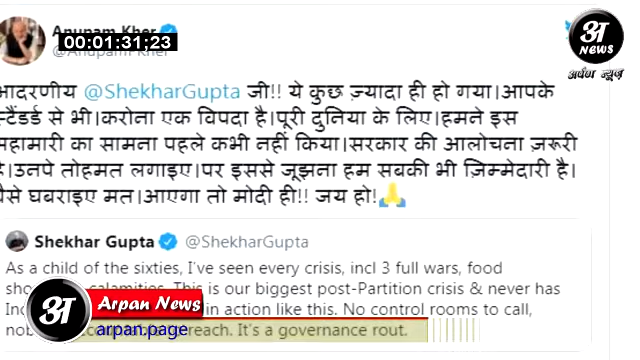 Anupam Kher
@Anupam Kher
00:01:31;23
अ
NEWS
अर्पण न्यूज़
आदरणीय @ShekharGupta जी!! ये कुछ ज़्यादा ही हो गया।आपके
स्टैंडर्ड से भी।करोना एक विपदा है।पूरी दुनिया के लिए।हमने इस
महामारी का सामना पहले कभी नहीं किया।सरकार की आलोचना ज़रूरी
है।उनपे तोहमत लगाइए।पर इससे जूझना हम सबकी भी ज़िम्मेदारी है।
वैसे घबराइए मत।आएगा तो मोदी ही!! जय हो!🙏
Shekhar Gupta @ShekharGupta
As a child of the sixties, I've seen every crisis, incl 3 full wars, food
calamities. This is our biggest post-Partition crisis & never has
in action like this. No control rooms to call,
reach. It's a governance rout.
अ
NEWS
Arpan News
arpan.page